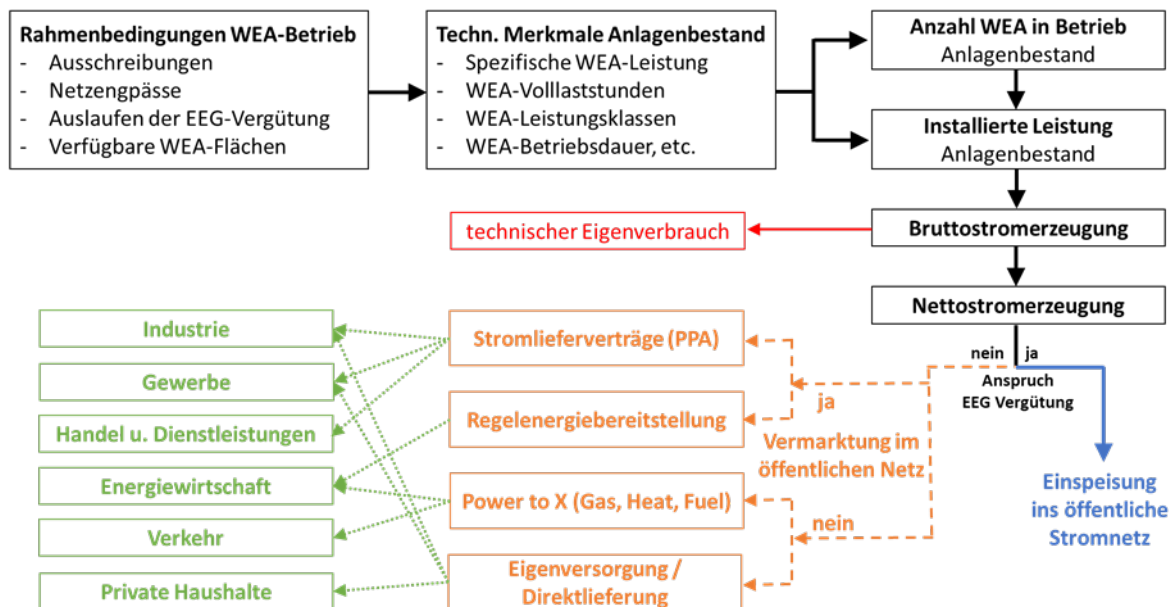 Rahmenbedingungen WEA-Betrieb
- Ausschreibungen
- Netzengpässe
- Auslaufen der EEG-Vergütung
- Verfügbare WEA-Flächen
Techn. Merkmale Anlagenbestand
- Spezifische WEA-Leistung
- WEA-Volllaststunden
- WEA-Leistungsklassen
- WEA-Betriebsdauer, etc.
Anzahl WEA in Betrieb
Anlagenbestand
Installierte Leistung
Anlagenbestand
technischer Eigenverbrauch
Bruttostromerzeugung
Nettostromerzeugung
nein ja
Anspruch
EEG Vergütung
Industrie
Gewerbe
Handel u. Dienstleistungen
Energiewirtschaft
Verkehr
Private Haushalte
Stromlieferverträge (PPA)
Regelenergiebereitstellung
Power to X (Gas, Heat, Fuel)
Eigenversorgung /
Direktlieferung
ja
Vermarktung im
öffentlichen Netz
nein
Einspeisung
ins öffentliche
Stromnetz